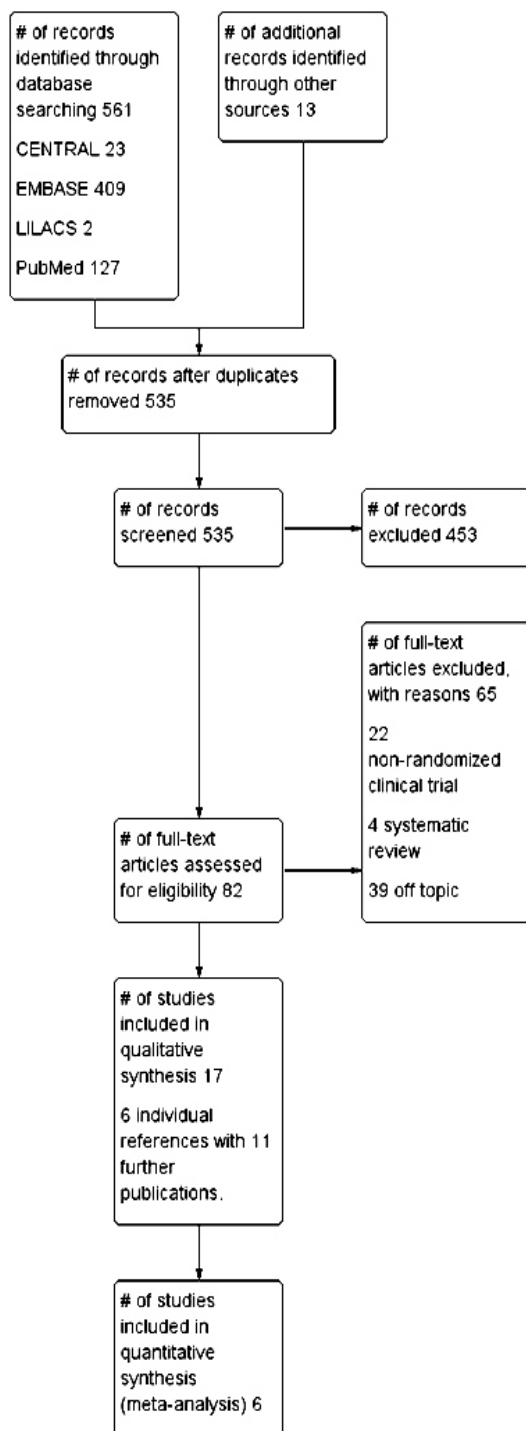 # of records
identified through
database
searching 561
CENTRAL 23
EMBASE 409
LILACS 2
PubMed 127
# of additional
records identified
through other
sources 13
# of records after duplicates
removed 535
# of records
screened 535
# of records
excluded 453
# of full-text
articles excluded,
with reasons 65
22
non-randomized
clinical trial
4 systematic
review
39 off topic
# of full-text
articles assessed
for eligibility 82
# of studies
included in
qualitative
synthesis 17
6 individual
references with 11
further
publications.
# of studies
included in
quantitative
synthesis
(meta-analysis) 6